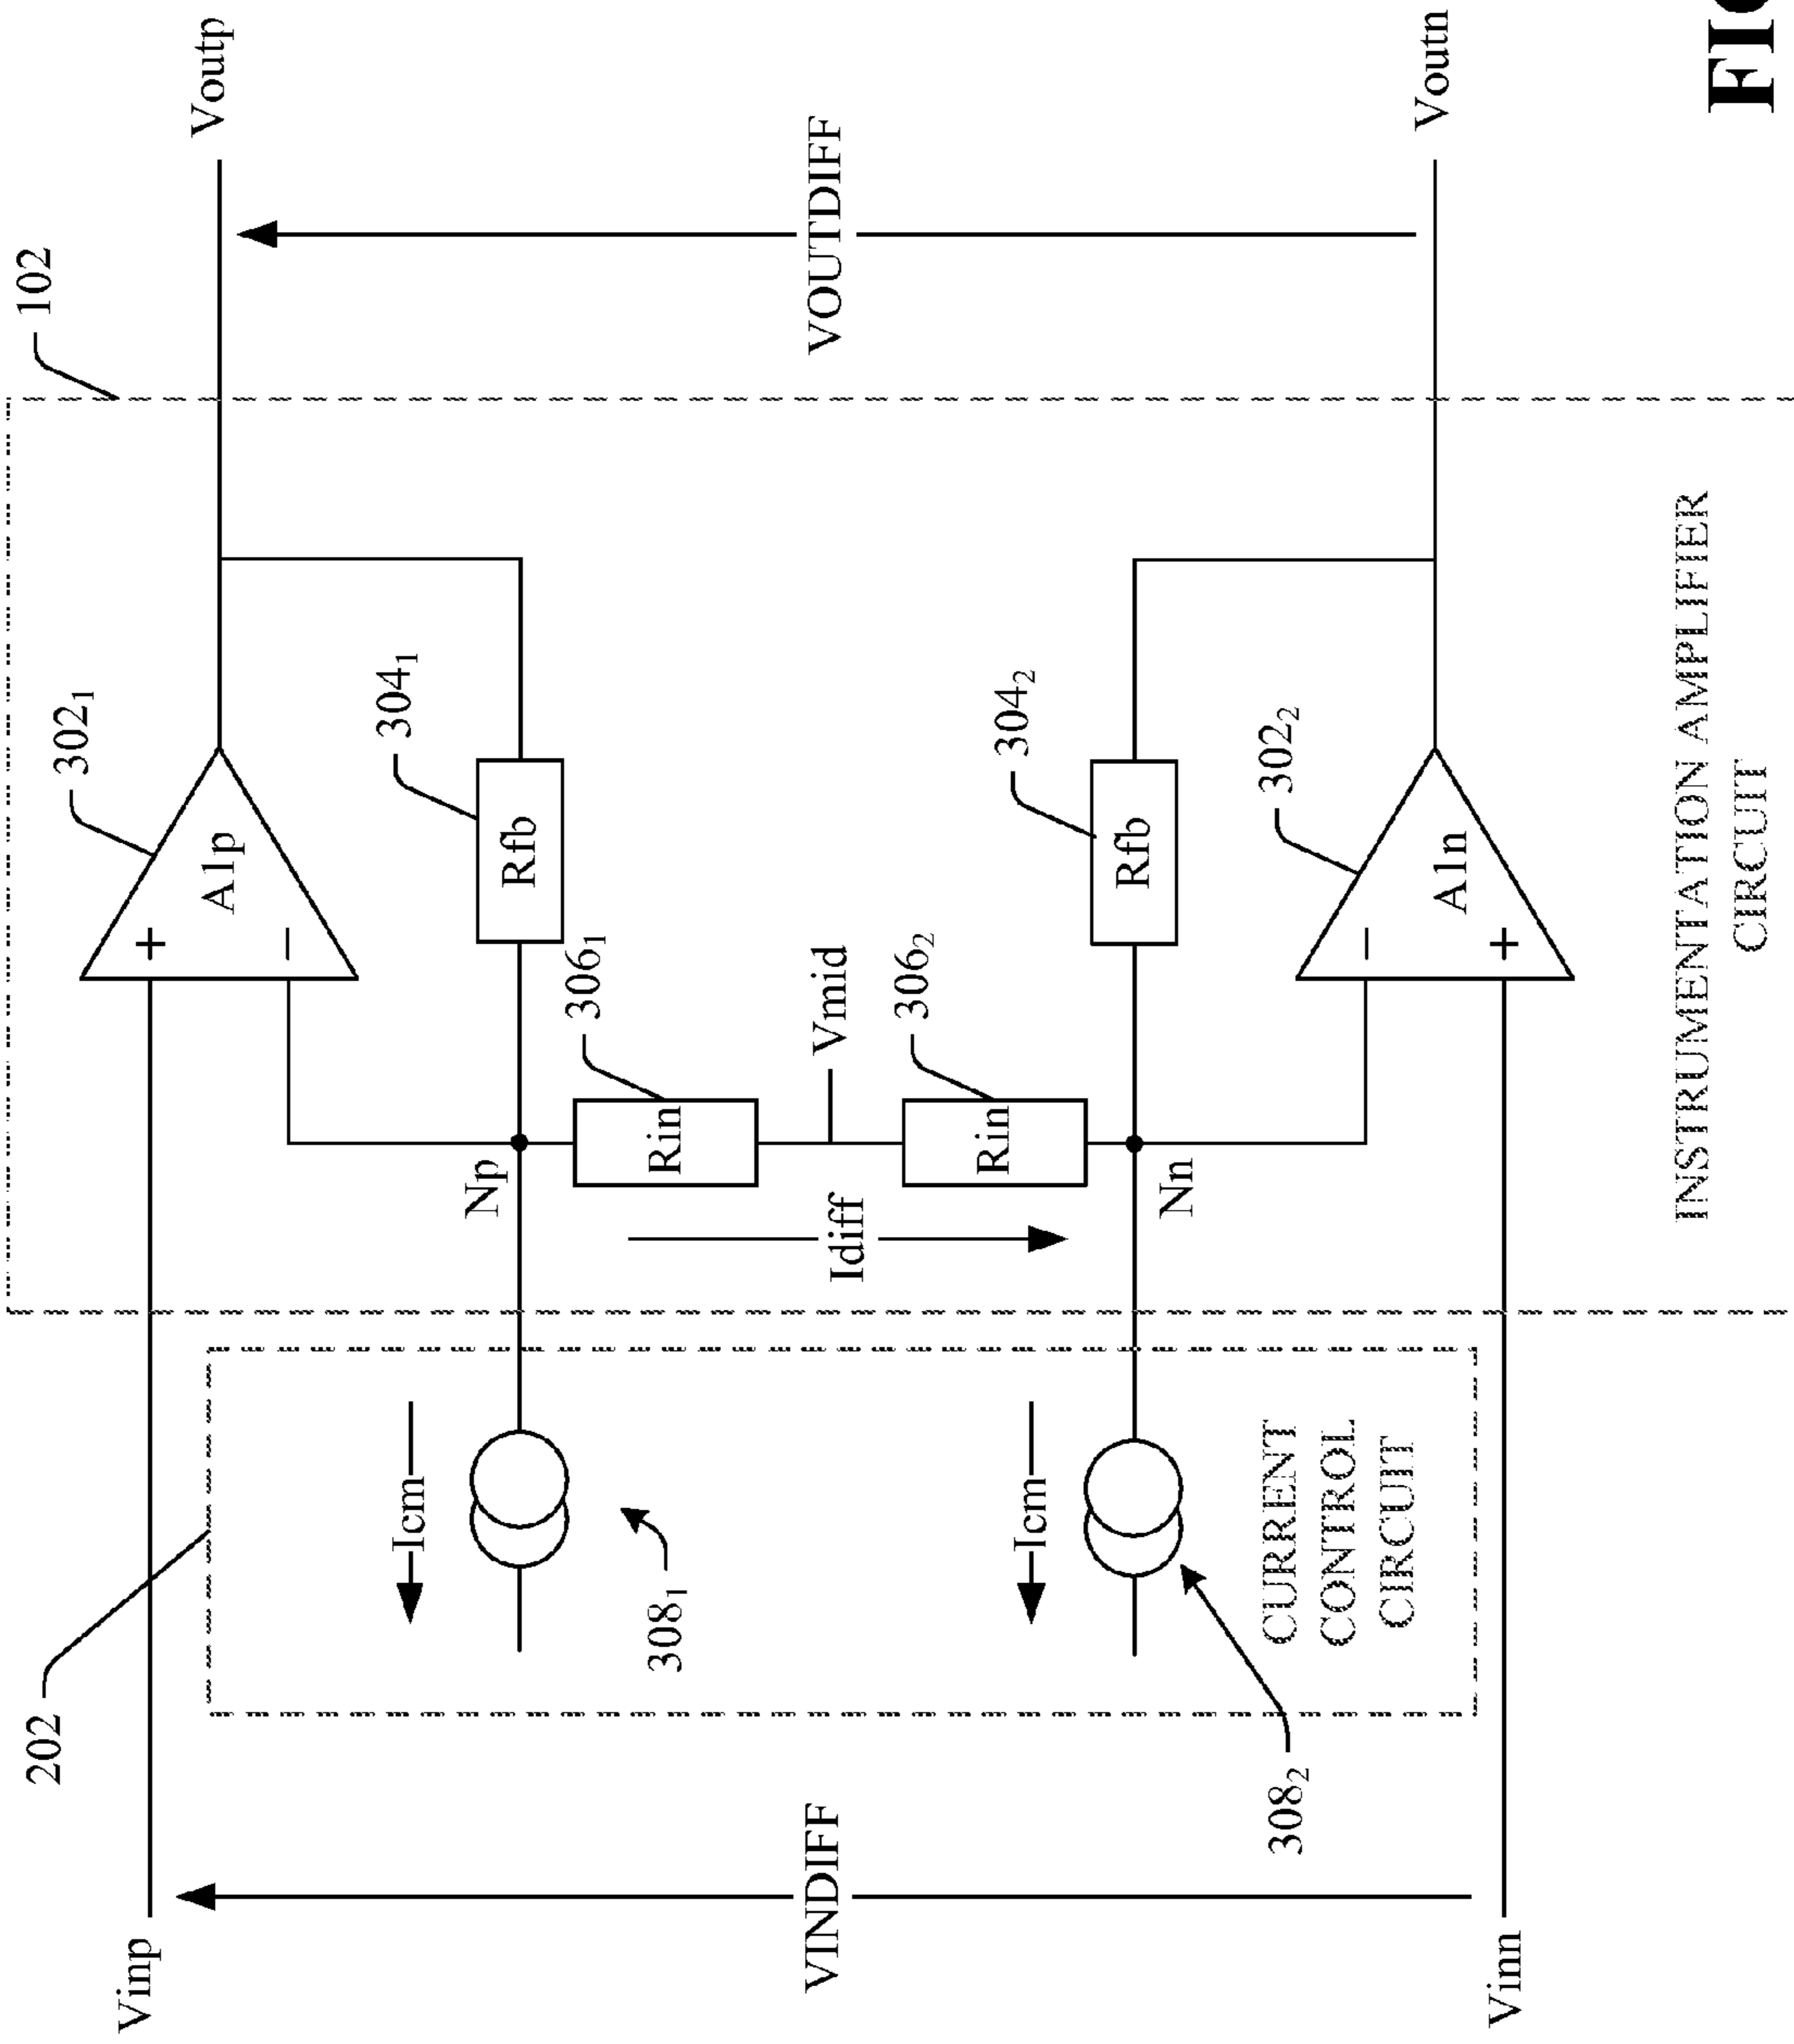 102
Voutp
302₁
A1p
+
−
304₁
Rfb
VOUTDIFF
202
Icm
308₁
Np
306₁
Rin
Vmid
Idiff
306₂
Rin
VINDIFF
Vinp
Icm
308₂
Nn
304₂
Rfb
302₂
A1n
−
+
Voutn
Vinn
CURRENT
CONTROL
CIRCUIT
INSTRUMENTATION AMPLIFIER
CIRCUIT